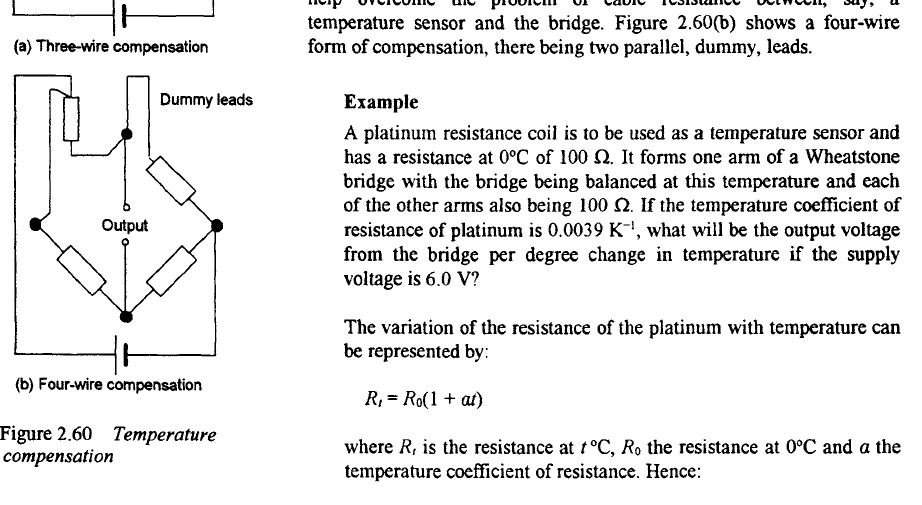 help overcome the problem of cable resistance between, say, a
temperature sensor and the bridge. Figure 2.60(b) shows a four-wire
form of compensation, there being two parallel, dummy, leads.
(a) Three-wire compensation
Dummy leads
Output
(b) Four-wire compensation
Figure 2.60 Temperature
compensation
Example
A platinum resistance coil is to be used as a temperature sensor and
has a resistance at 0°C of 100 Ω. It forms one arm of a Wheatstone
bridge with the bridge being balanced at this temperature and each
of the other arms also being 100 Ω. If the temperature coefficient of
resistance of platinum is 0.0039 K⁻¹, what will be the output voltage
from the bridge per degree change in temperature if the supply
voltage is 6.0 V?
The variation of the resistance of the platinum with temperature can
be represented by:
Rₜ = R₀(1 + αt)
where Rₜ is the resistance at t°C, R₀ the resistance at 0°C and α the
temperature coefficient of resistance. Hence: